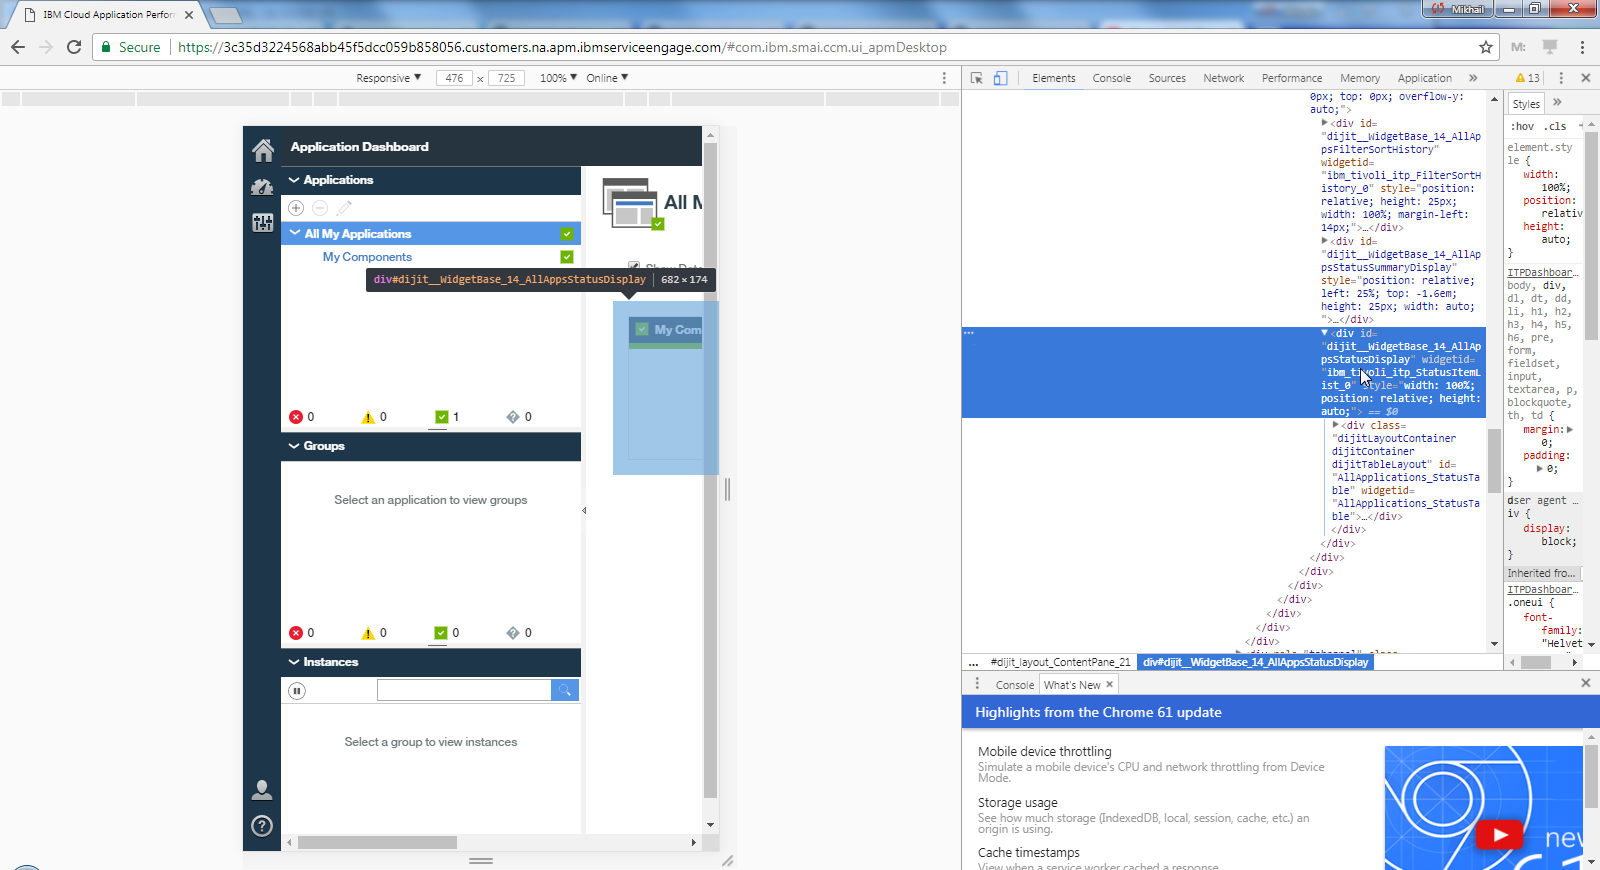 IBM Cloud Application Perfor
Mikhail
Secure
https://3c35d3224568abb45f5dcc059b858056.customers.na.apm.ibmserviceengage.com/#com.ibm.smai.ccm.ui_apmDesktop
M:
Responsive ▼ 476 × 725 100% ▼ Online ▼
Elements Console Sources Network Performance Memory Application » 13
Application Dashboard
Applications
All My Applications
My Components
0 0 1 0
Groups
Select an application to view groups
0 0 0 0
Instances
Select a group to view instances
All M
My Com
div#dijit__WidgetBase_14_AllAppsStatusDisplay | 682 × 174
0px; top: 0px; overflow-y:
auto;">
<div id=
"dijit__WidgetBase_14_AllAp
psFilterSortHistory"
widgetid=
"ibm_tivoli_itp_FilterSortH
istory_0" style="position:
relative; height: 25px;
width: 100%; margin-left:
14px;">…</div>
<div id=
"dijit__WidgetBase_14_AllAp
psStatusSummaryDisplay"
style="position: relative;
left: 25%; top: -1.6em;
height: 25px; width: auto;
">…</div>
<div id=
"dijit__WidgetBase_14_AllAp
psStatusDisplay" widgetid=
"ibm_tivoli_itp_StatusItemL
ist_0" style="width: 100%;
position: relative; height:
auto;"> == $0
<div class=
"dijitLayoutContainer
dijitContainer
dijitTableLayout" id=
"AllApplications_StatusTa
ble" widgetid=
"AllApplications_StatusTa
ble">…</div>
</div>
</div>
</div>
</div>
</div>
</div>
</div>
</div>
</div>
... #dijit_layout_ContentPane_21 div#dijit__WidgetBase_14_AllAppsStatusDisplay
Styles »
:hov .cls +
element.sty
le {
width:
100%;
position:
relativ
height:
auto;
}
ITPDashboar…
body, div,
dl, dt, dd,
li, h1, h2,
h3, h4, h5,
h6, pre,
form,
fieldset,
input,
textarea, p,
blockquote,
th, td {
margin:
0;
padding:
0;
}
user agent …
iv {
display:
block;
}
Inherited fro…
ITPDashboar…
.oneui {
font-
family:
"Helvet
Console What's New ×
Highlights from the Chrome 61 update
Mobile device throttling
Simulate a mobile device's CPU and network throttling from Device
Mode.
Storage usage
See how much storage (IndexedDB, local, session, cache, etc.) an
origin is using.
Cache timestamps
View when a service worker cached a response.
new